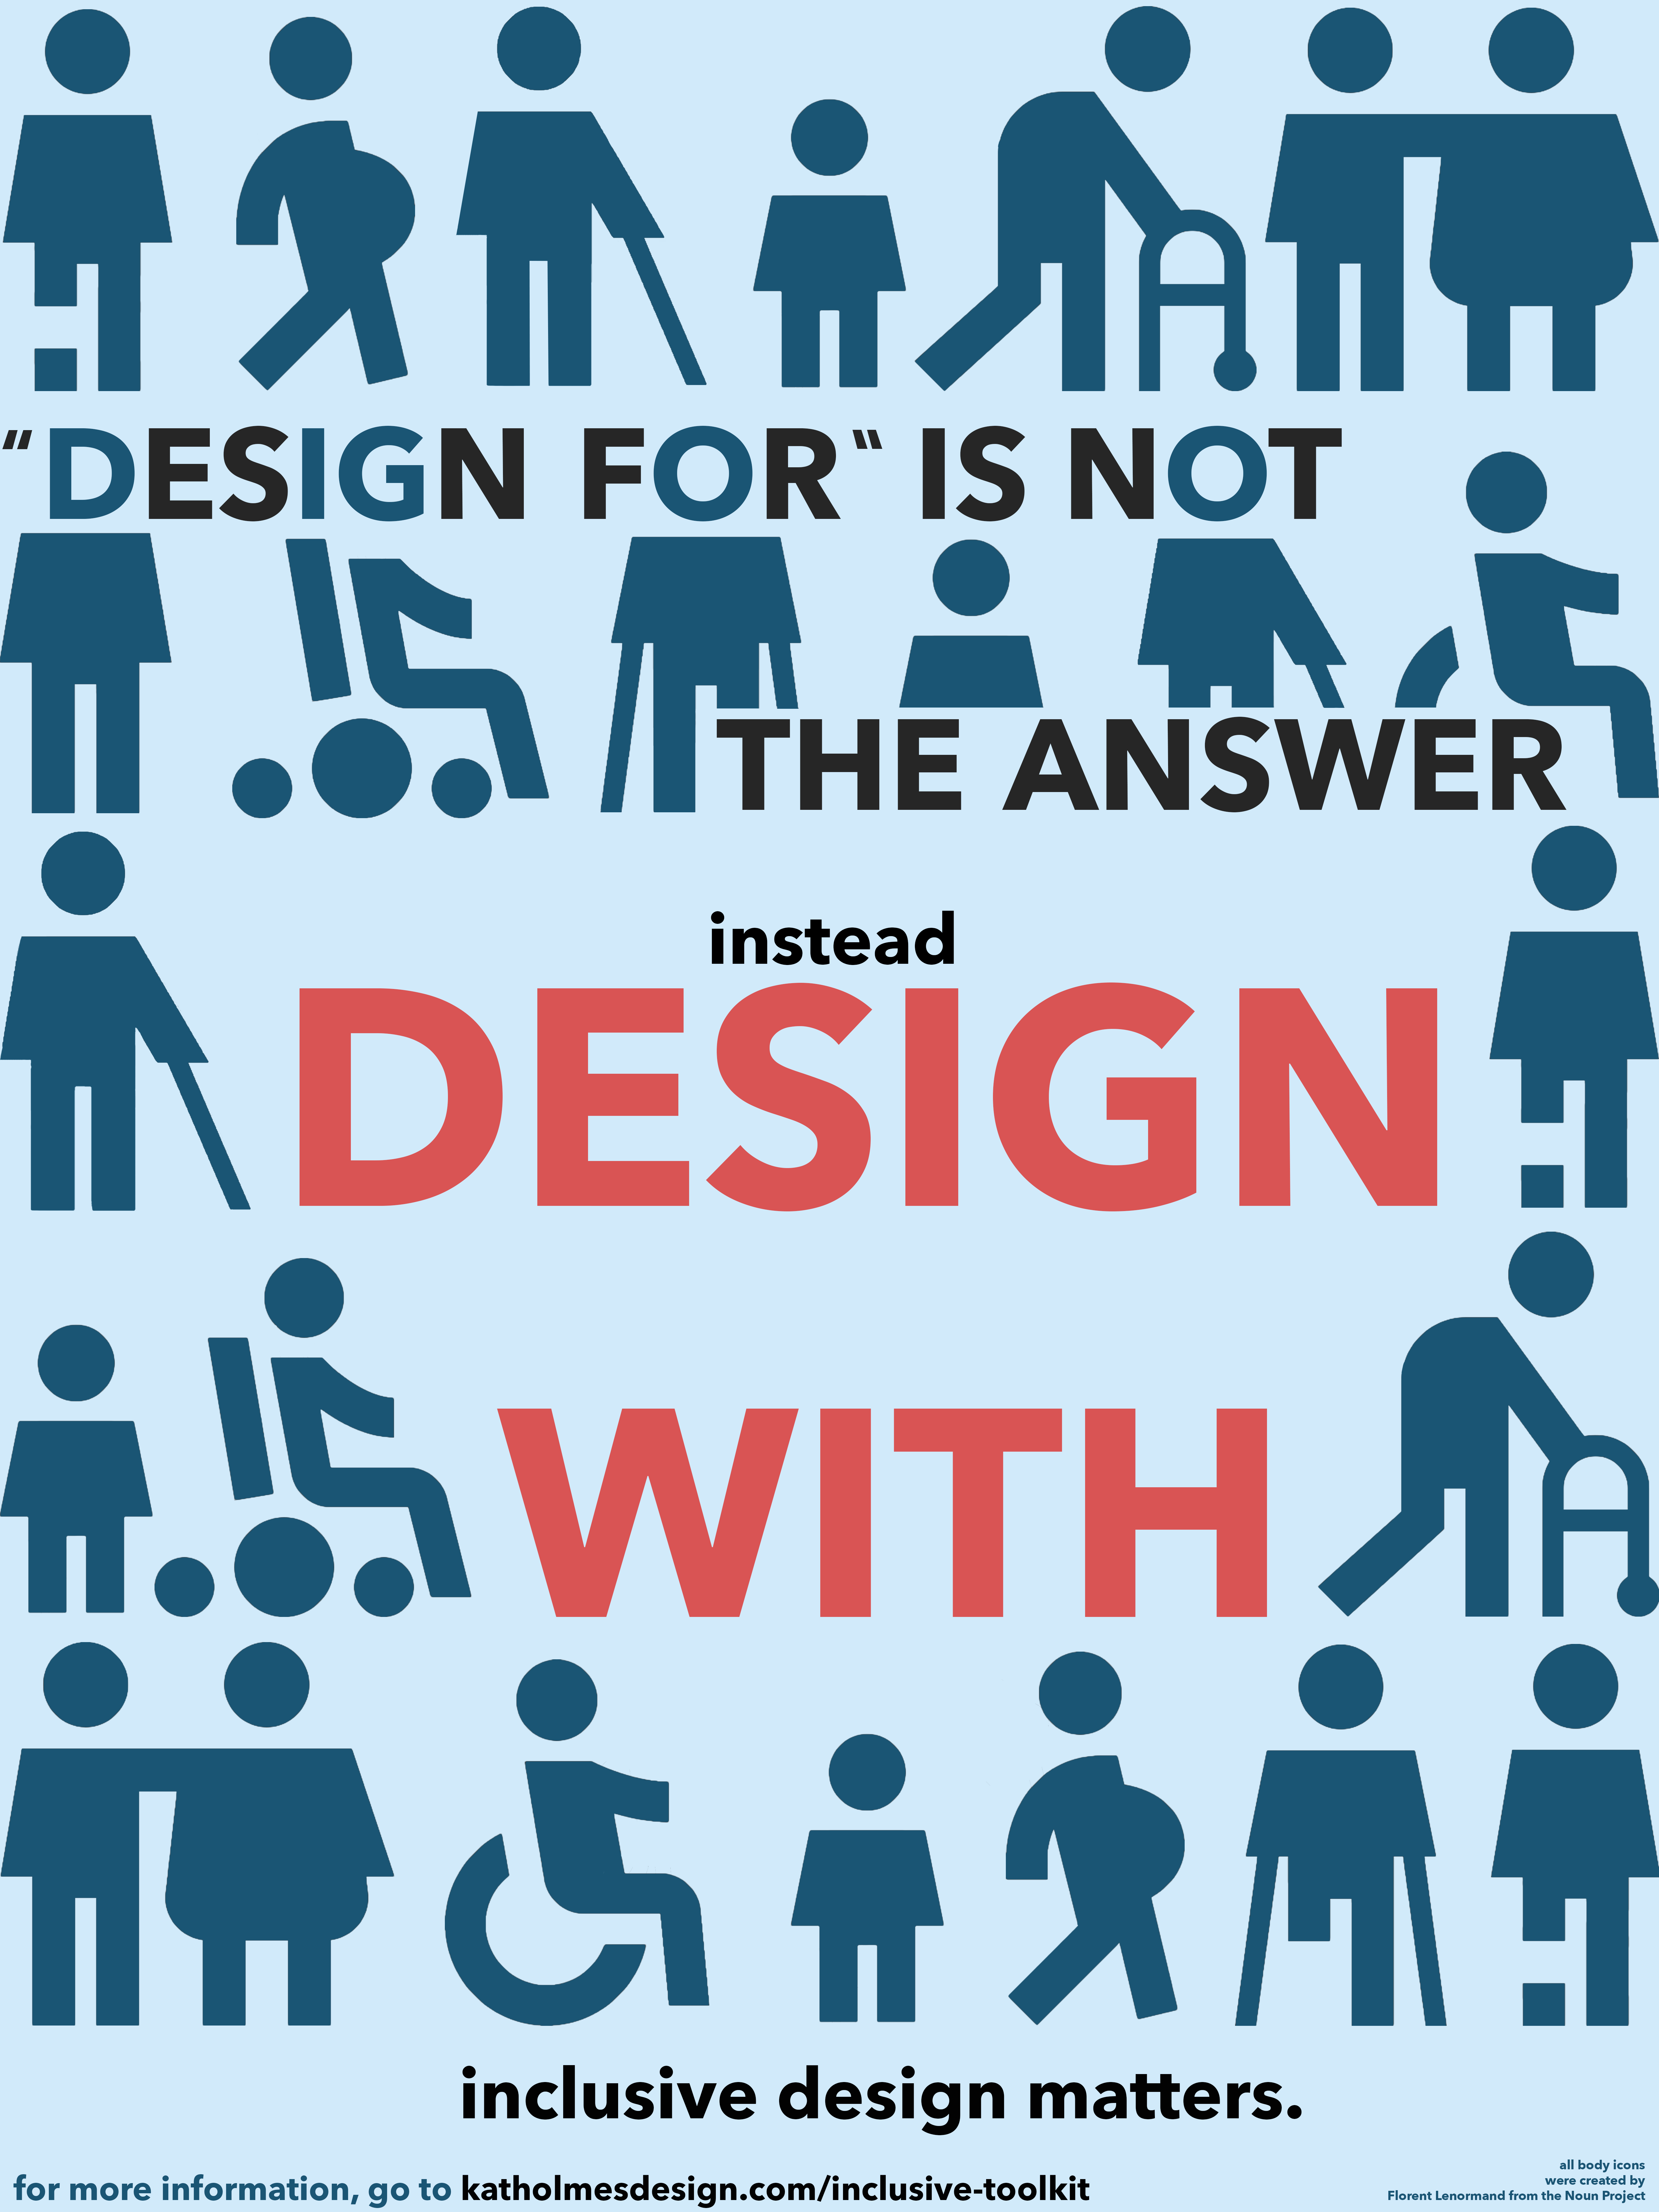 "DESIGN FOR" IS NOT
THE ANSWER
instead
DESIGN
WITH
inclusive design matters.
for more information, go to katholmesdesign.com/inclusive-toolkit
all body icons
were created by
Florent Lenormand from the Noun Project